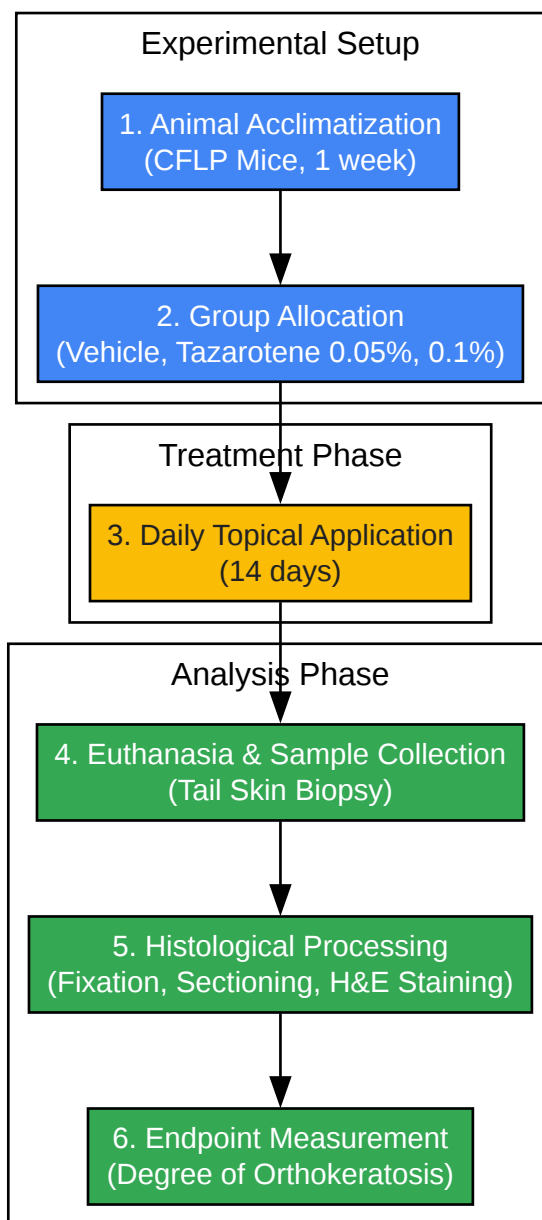 Experimental Setup
1. Animal Acclimatization
(CFLP Mice, 1 week)
2. Group Allocation
(Vehicle, Tazarotene 0.05%, 0.1%)
Treatment Phase
3. Daily Topical Application
(14 days)
Analysis Phase
4. Euthanasia & Sample Collection
(Tail Skin Biopsy)
5. Histological Processing
(Fixation, Sectioning, H&E Staining)
6. Endpoint Measurement
(Degree of Orthokeratosis)